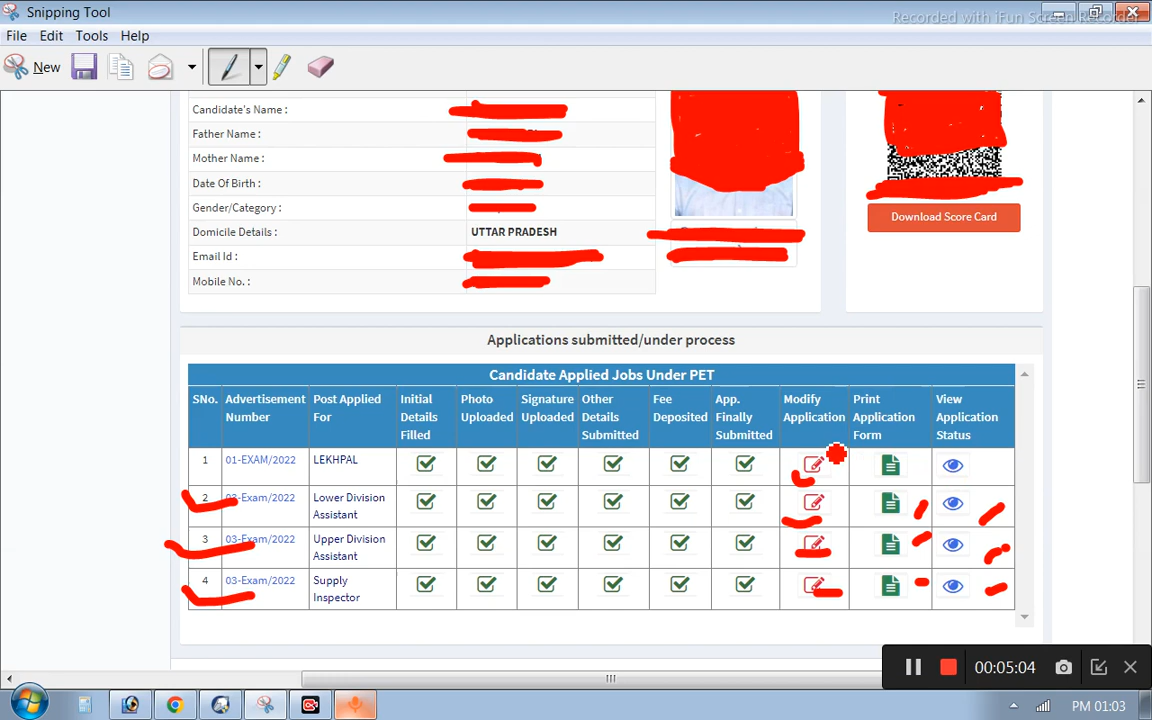 Snipping Tool
Recorded with iFun Screen Recorder
File Edit Tools Help
New
Candidate's Name :
Father Name :
Mother Name :
Date Of Birth :
Gender/Category :
Domicile Details : UTTAR PRADESH
Email Id :
Mobile No. :
Download Score Card
Applications submitted/under process
Candidate Applied Jobs Under PET
SNo. Advertisement Number Post Applied For Initial Details Filled Photo Uploaded Signature Uploaded Other Details Submitted Fee Deposited App. Finally Submitted Modify Application Print Application Form View Application Status
1 01-EXAM/2022 LEKHPAL
2 03-Exam/2022 Lower Division Assistant
3 03-Exam/2022 Upper Division Assistant
4 03-Exam/2022 Supply Inspector
00:05:04
PM 01:03